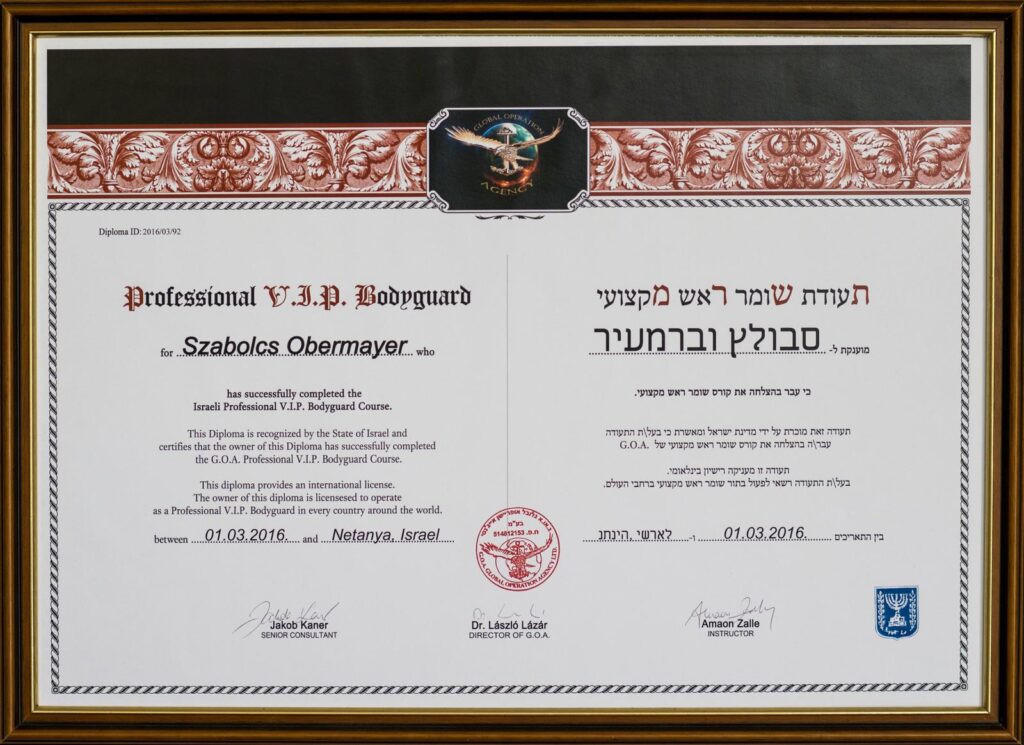 GLOBAL OPERATION
AGENCY
Diploma ID: 2016/03/92
Professional V.I.P. Bodyguard
for Szabolcs Obermayer who
has successfully completed the
Israeli Professional V.I.P. Bodyguard Course.
This Diploma is recognized by the State of Israel and
certifies that the owner of this Diploma has successfully completed
the G.O.A. Professional V.I.P. Bodyguard Course.
This diploma provides an international license.
The owner of this diploma is licensesed to operate
as a Professional V.I.P. Bodyguard in every country around the world.
between 01.03.2016. and Netanya, Israel
תעודת שומר ראש מקצועי
מוענקת ל- סבולץ וברמעיר
כי עבר בהצלחה את קורס שומר ראש מקצועי.
תעודה זאת מוכרת על ידי מדינת ישראל ומאשרת כי בעל\ת התעודה
עבר\ה בהצלחה את קורס שומר ראש מקצועי של G.O.A.
תעודה זו מעניקה רישיון בינלאומי.
בעל\ת התעודה רשאי לפעול בתור שומר ראש מקצועי ברחבי העולם.
בין התאריכים 01.03.2016. ו- לארשי ,הינתנ
בע"מ
ח.פ. 514612153
G.O.A. GLOBAL OPERATION AGENCY LTD.
Jakob Kaner
SENIOR CONSULTANT
Dr. László Lázár
DIRECTOR OF G.O.A.
Amaon Zalle
INSTRUCTOR